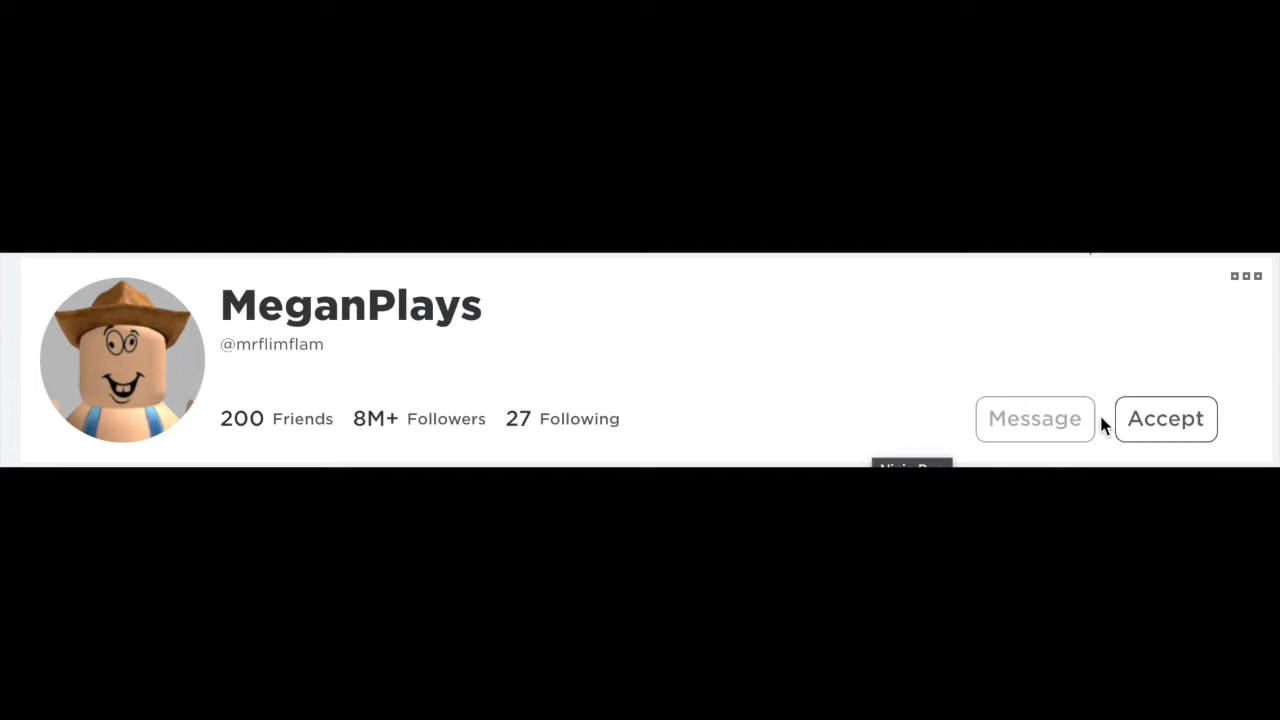 MeganPlays
@mrflimflam
200 Friends 8M+ Followers 27 Following
Message Accept